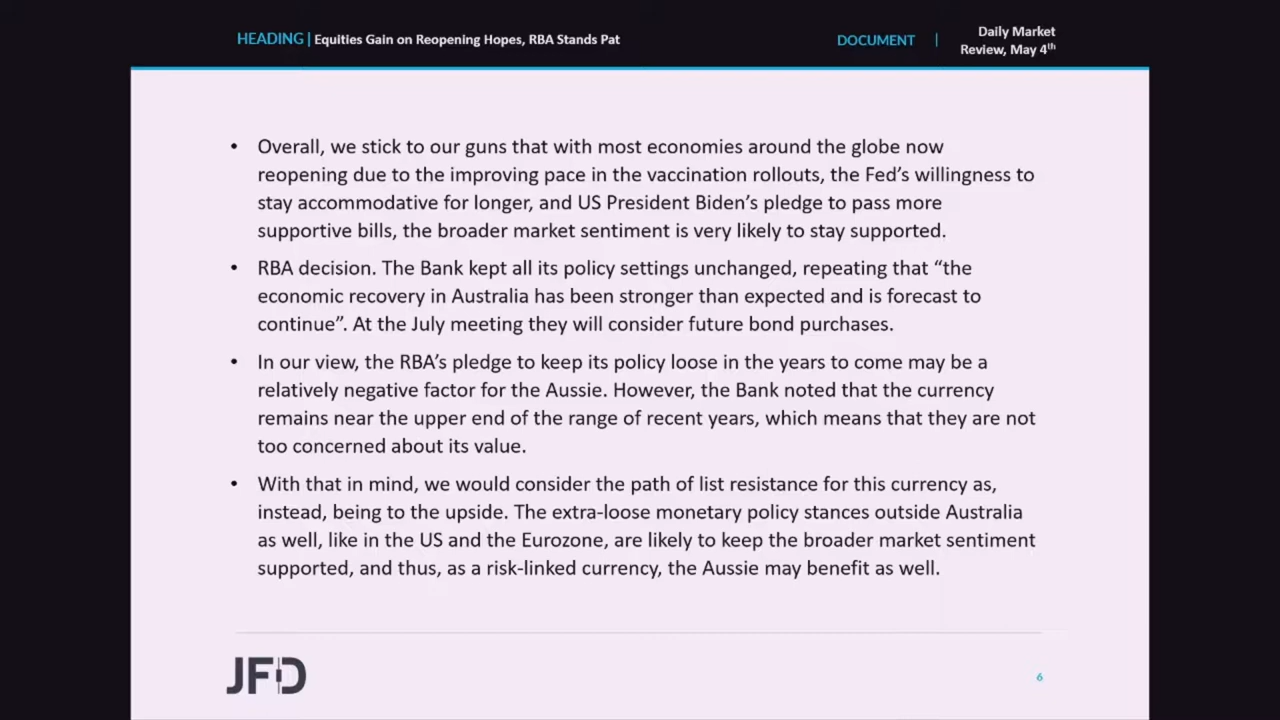 HEADING | Equities Gain on Reopening Hopes, RBA Stands Pat
DOCUMENT | Daily Market
Review, May 4th
• Overall, we stick to our guns that with most economies around the globe now
reopening due to the improving pace in the vaccination rollouts, the Fed’s willingness to
stay accommodative for longer, and US President Biden’s pledge to pass more
supportive bills, the broader market sentiment is very likely to stay supported.
• RBA decision. The Bank kept all its policy settings unchanged, repeating that “the
economic recovery in Australia has been stronger than expected and is forecast to
continue”. At the July meeting they will consider future bond purchases.
• In our view, the RBA’s pledge to keep its policy loose in the years to come may be a
relatively negative factor for the Aussie. However, the Bank noted that the currency
remains near the upper end of the range of recent years, which means that they are not
too concerned about its value.
• With that in mind, we would consider the path of list resistance for this currency as,
instead, being to the upside. The extra-loose monetary policy stances outside Australia
as well, like in the US and the Eurozone, are likely to keep the broader market sentiment
supported, and thus, as a risk-linked currency, the Aussie may benefit as well.
JFD
6